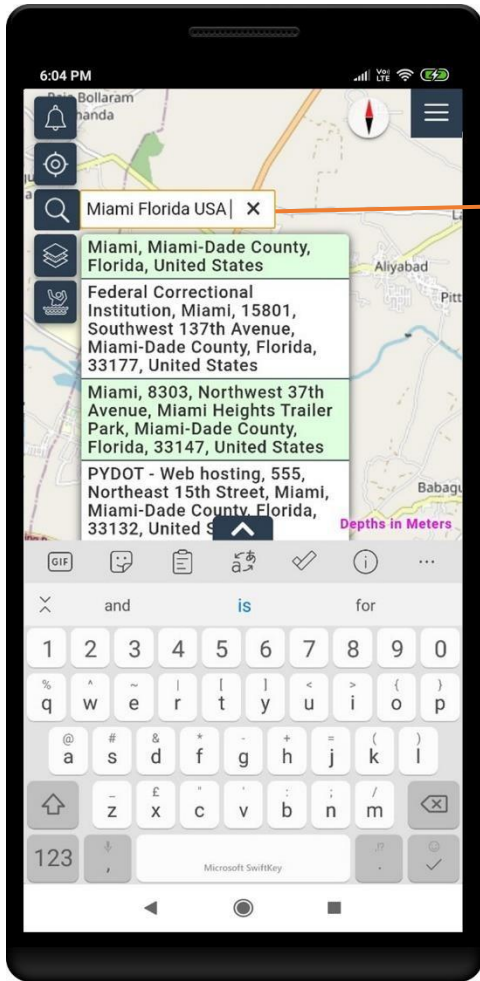 6:04 PM
Vo) LTE
Bollaram
Miami Florida USA
Miami, Miami-Dade County,
Florida, United States
Aliyabad
Federal Correctional
Institution, Miami, 15801,
Southwest 137th Avenue,
Miami-Dade County, Florida,
33177, United States
Pitt
Miami, 8303, Northwest 37th
Avenue, Miami Heights Trailer
Park, Miami-Dade County,
Florida, 33147, United States
PYDOT - Web hosting, 555,
Northeast 15th Street, Miami,
Miami-Dade County, Florida,
33132, United S
Babagu
Depths in Meters
GIF
and is for
1 2 3 4 5 6 7 8 9 0
% ^ ~ | [ ] < > { }
q w e r t y u i o p
@ # & * - + = ( )
a s d f g h j k l
_ £ " ' : ; /
z x c v b n m
123 , Microsoft SwiftKey .